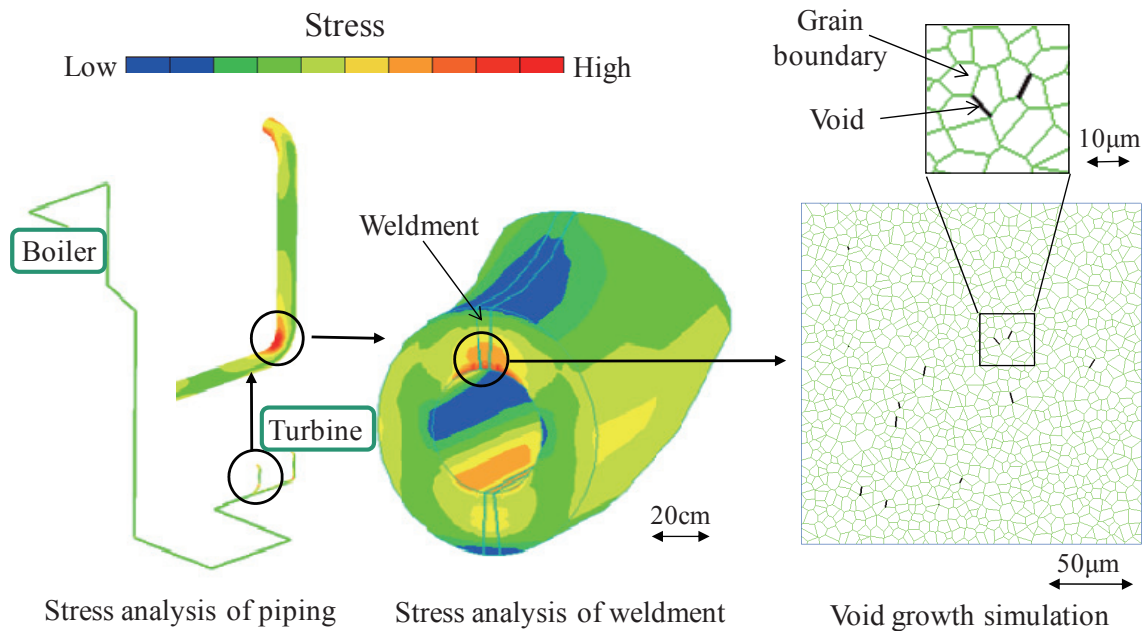 Stress
Low
High
Grain
boundary
Void
10μm
Boiler
Weldment
Turbine
20cm
50μm
Stress analysis of piping
Stress analysis of weldment
Void growth simulation